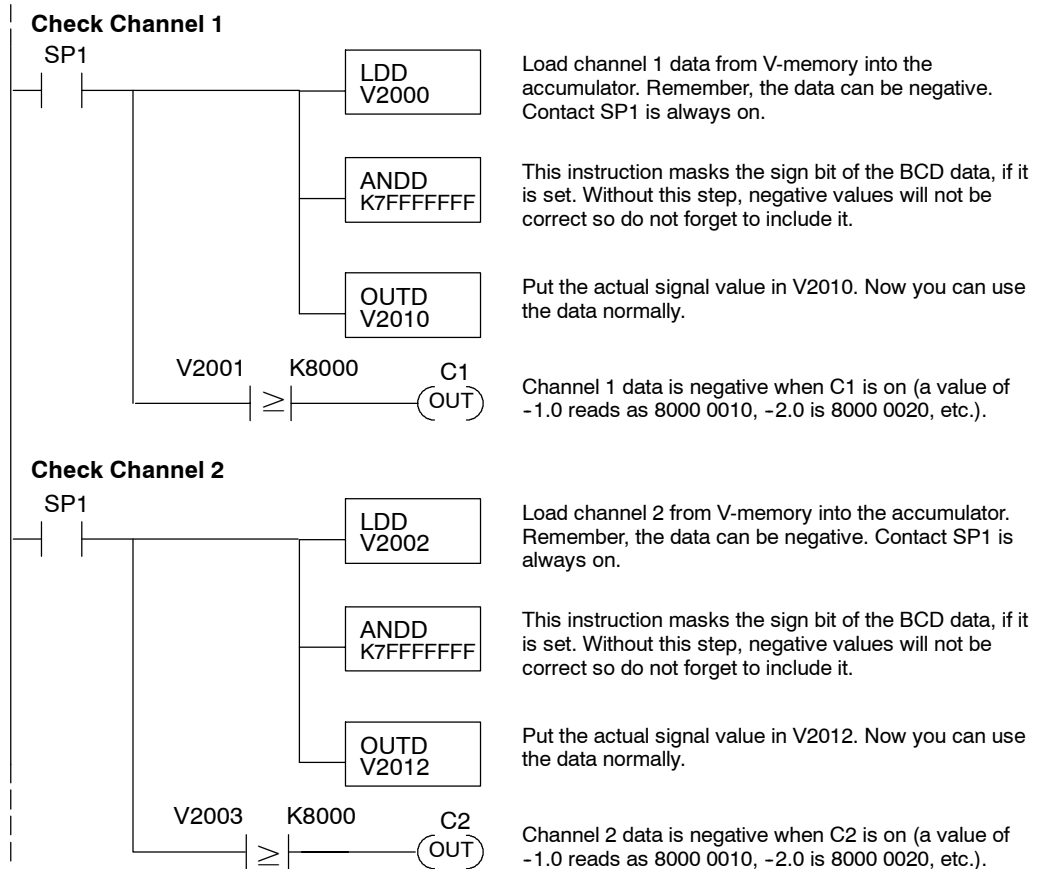 Check Channel 1
SP1
LDD
V2000
Load channel 1 data from V-memory into the
accumulator. Remember, the data can be negative.
Contact SP1 is always on.
ANDD
K7FFFFFFF
This instruction masks the sign bit of the BCD data, if it
is set. Without this step, negative values will not be
correct so do not forget to include it.
OUTD
V2010
Put the actual signal value in V2010. Now you can use
the data normally.
V2001 K8000 C1
≥ OUT
Channel 1 data is negative when C1 is on (a value of
--1.0 reads as 8000 0010, --2.0 is 8000 0020, etc.).
Check Channel 2
SP1
LDD
V2002
Load channel 2 from V-memory into the accumulator.
Remember, the data can be negative. Contact SP1 is
always on.
ANDD
K7FFFFFFF
This instruction masks the sign bit of the BCD data, if it
is set. Without this step, negative values will not be
correct so do not forget to include it.
OUTD
V2012
Put the actual signal value in V2012. Now you can use
the data normally.
V2003 K8000 C2
≥ OUT
Channel 2 data is negative when C2 is on (a value of
--1.0 reads as 8000 0010, --2.0 is 8000 0020, etc.).